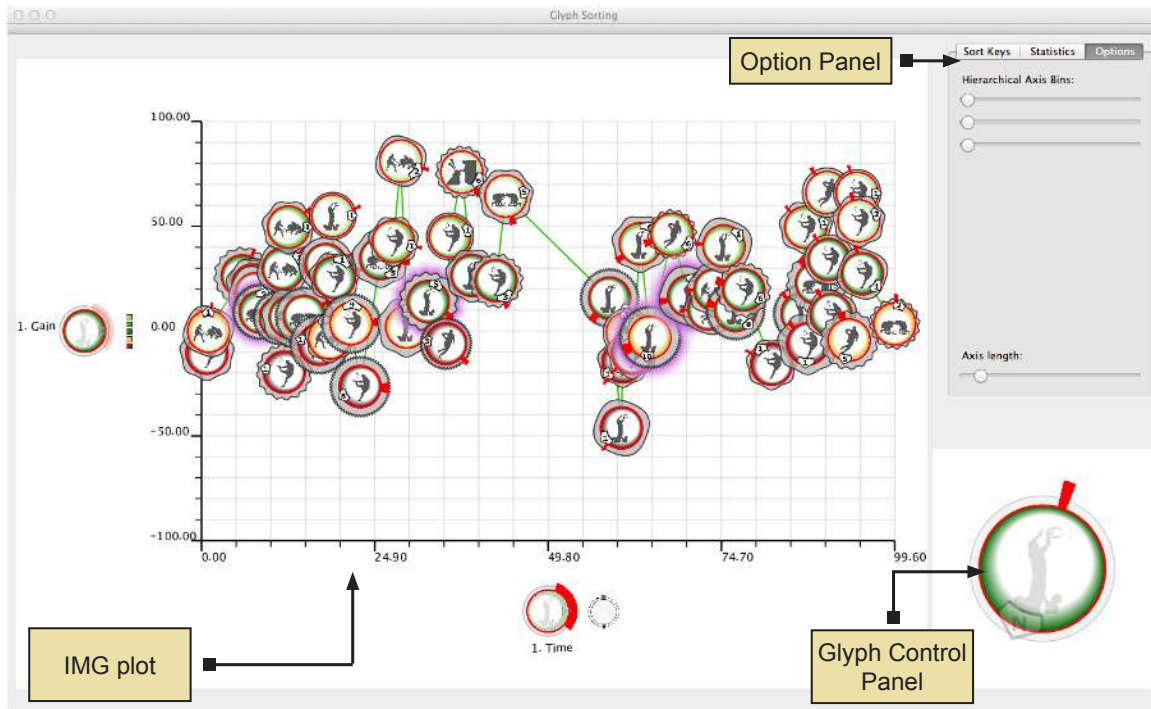 Glyph Sorting
Option Panel
Sort Keys
Statistics
Options
Hierarchical Axis Bins:
100.00
50.00
1. Gain
0.00
-50.00
-100.00
0.00
24.90
49.80
74.70
99.60
Axis length:
1. Time
N
IMG plot
Glyph Control
Panel